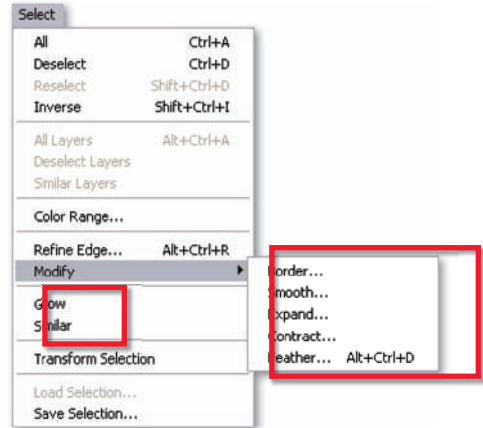 Select
All Ctrl+A
Deselect Ctrl+D
Reselect Shift+Ctrl+D
Inverse Shift+Ctrl+I
All Layers Alt+Ctrl+A
Deselect Layers
Similar Layers
Color Range...
Refine Edge... Alt+Ctrl+R
Modify
Grow
Similar
Transform Selection
Load Selection...
Save Selection...
Border...
Smooth...
Expand...
Contract...
Feather... Alt+Ctrl+D